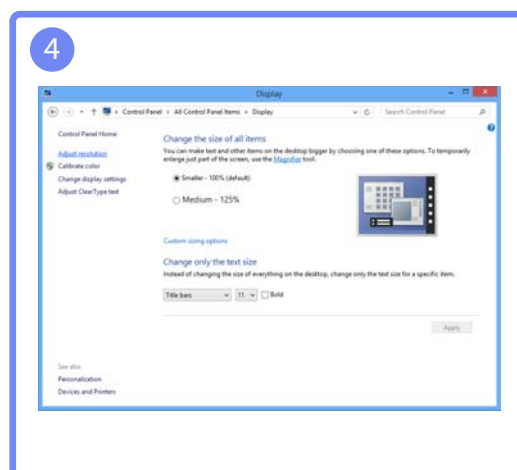 4
Display
Control Panel › All Control Panel Items › Display
Search Control Panel
Control Panel Home
Adjust resolution
Calibrate color
Change display settings
Adjust ClearType text
Change the size of all items
You can make text and other items on the desktop bigger by choosing one of these options. To temporarily
enlarge just part of the screen, use the Magnifier tool.
Smaller - 100% (default)
Medium - 125%
Custom sizing options
Change only the text size
Instead of changing the size of everything on the desktop, change only the text size for a specific item.
Title bars 11 Bold
Apply
See also
Personalization
Devices and Printers